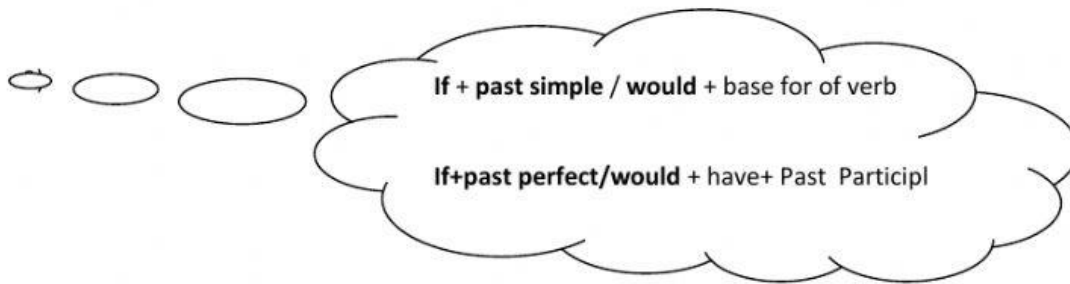 If + past simple / would + base for of verb
If+past perfect/would + have+ Past Participl